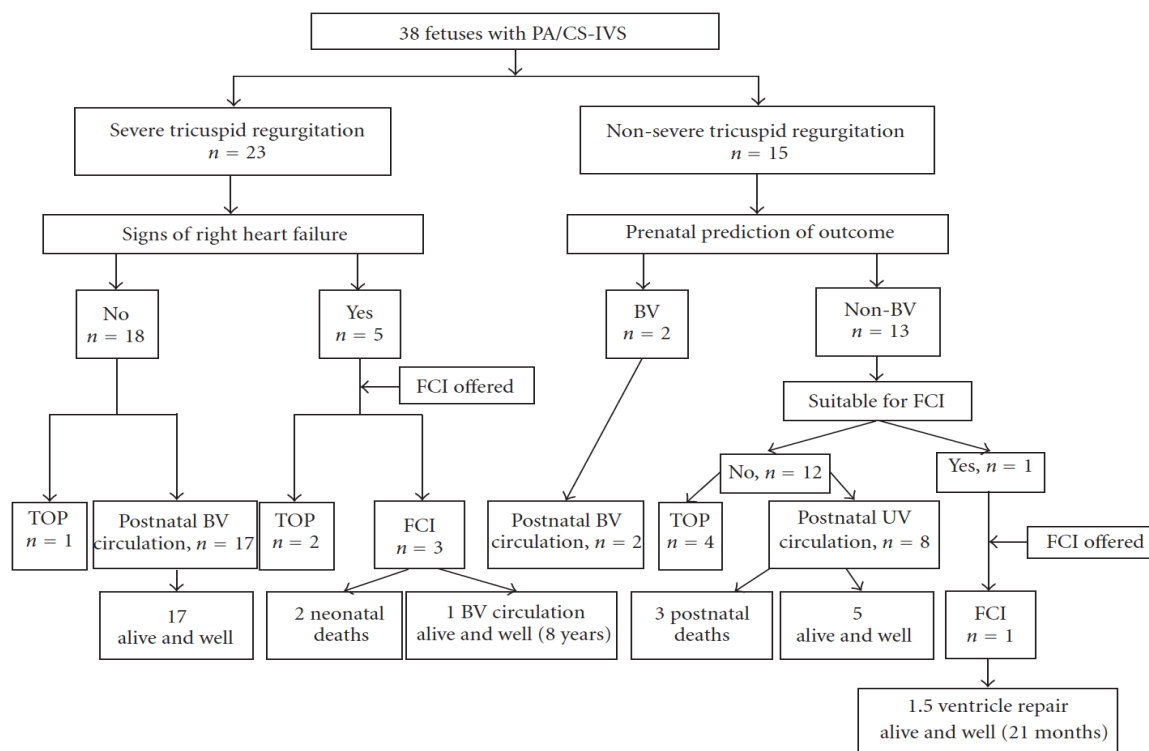 38 fetuses with PA/CS-IVS
Severe tricuspid regurgitation
n = 23
Non-severe tricuspid regurgitation
n = 15
Signs of right heart failure
Prenatal prediction of outcome
No
n = 18
Yes
n = 5
BV
n = 2
Non-BV
n = 13
FCI offered
Suitable for FCI
No, n = 12
Yes, n = 1
TOP
n = 1
Postnatal BV
circulation, n = 17
TOP
n = 2
FCI
n = 3
Postnatal BV
circulation, n = 2
TOP
n = 4
Postnatal UV
circulation, n = 8
FCI offered
17
alive and well
2 neonatal
deaths
1 BV circulation
alive and well (8 years)
3 postnatal
deaths
5
alive and well
FCI
n = 1
1.5 ventricle repair
alive and well (21 months)